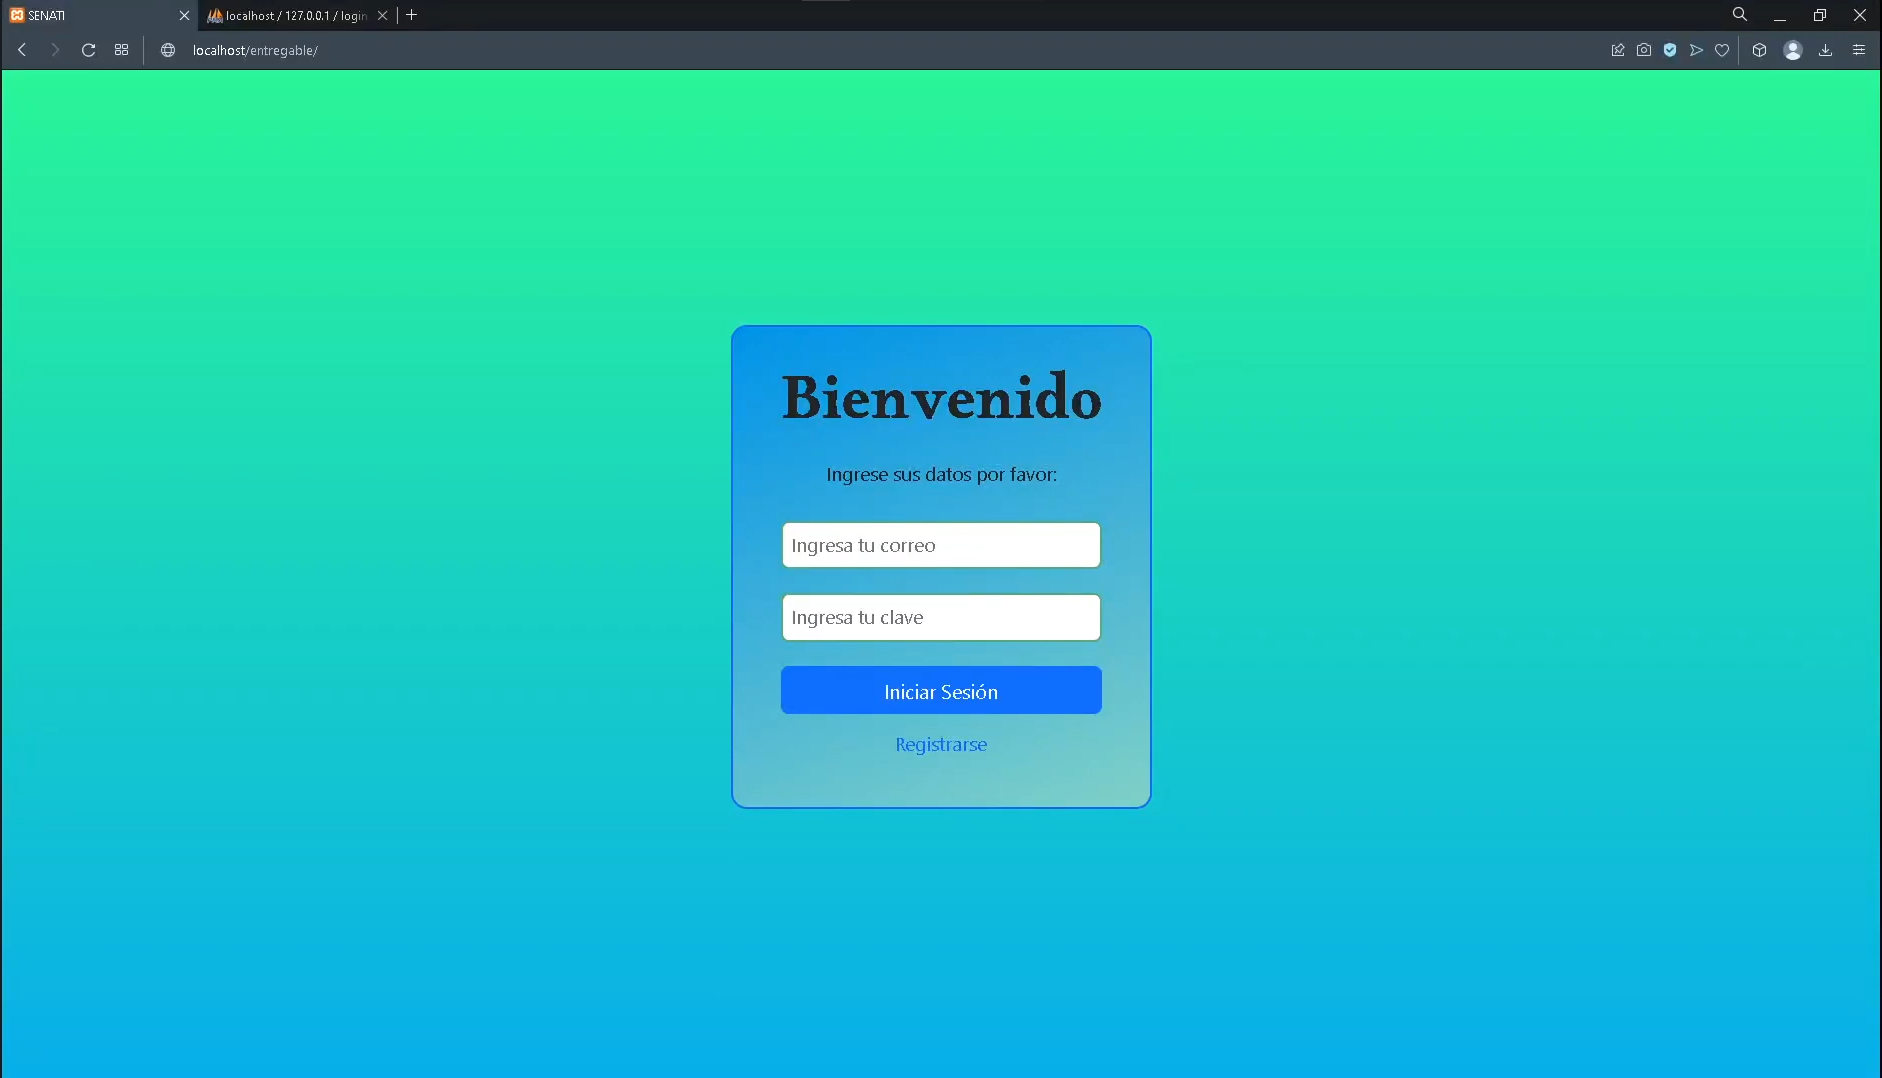 SENATI
localhost / 127.0.0.1 / login
localhost/entregable/
Bienvenido
Ingrese sus datos por favor:
Ingresa tu correo
Ingresa tu clave
Iniciar Sesión
Registrarse